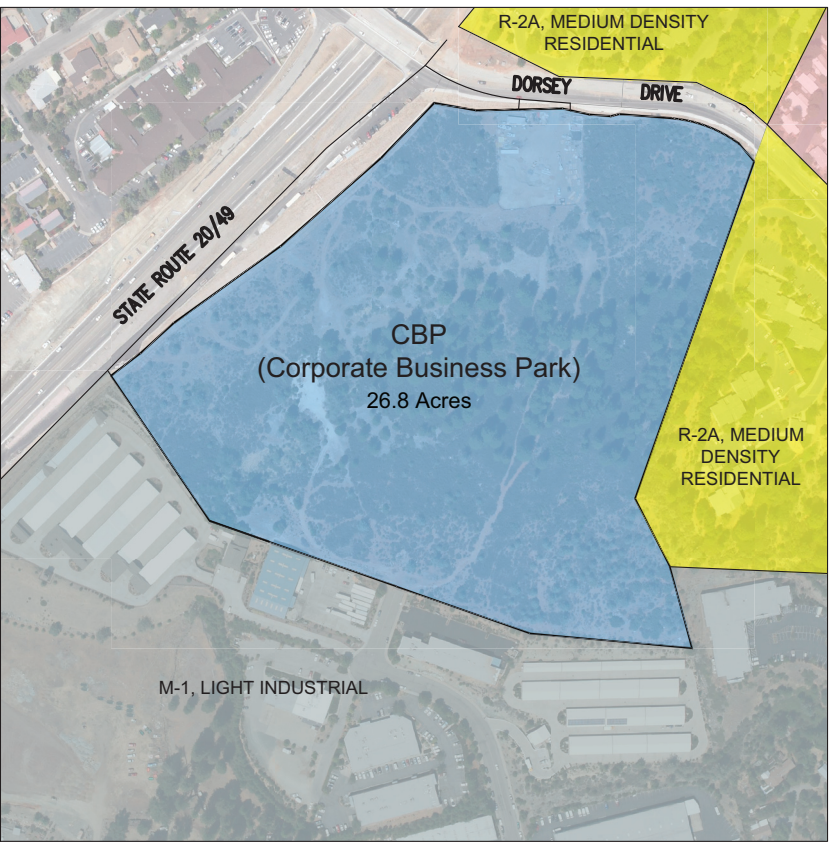 R-2A, MEDIUM DENSITY
RESIDENTIAL
DORSEY DRIVE
STATE ROUTE 20/49
CBP
(Corporate Business Park)
26.8 Acres
R-2A, MEDIUM
DENSITY
RESIDENTIAL
M-1, LIGHT INDUSTRIAL